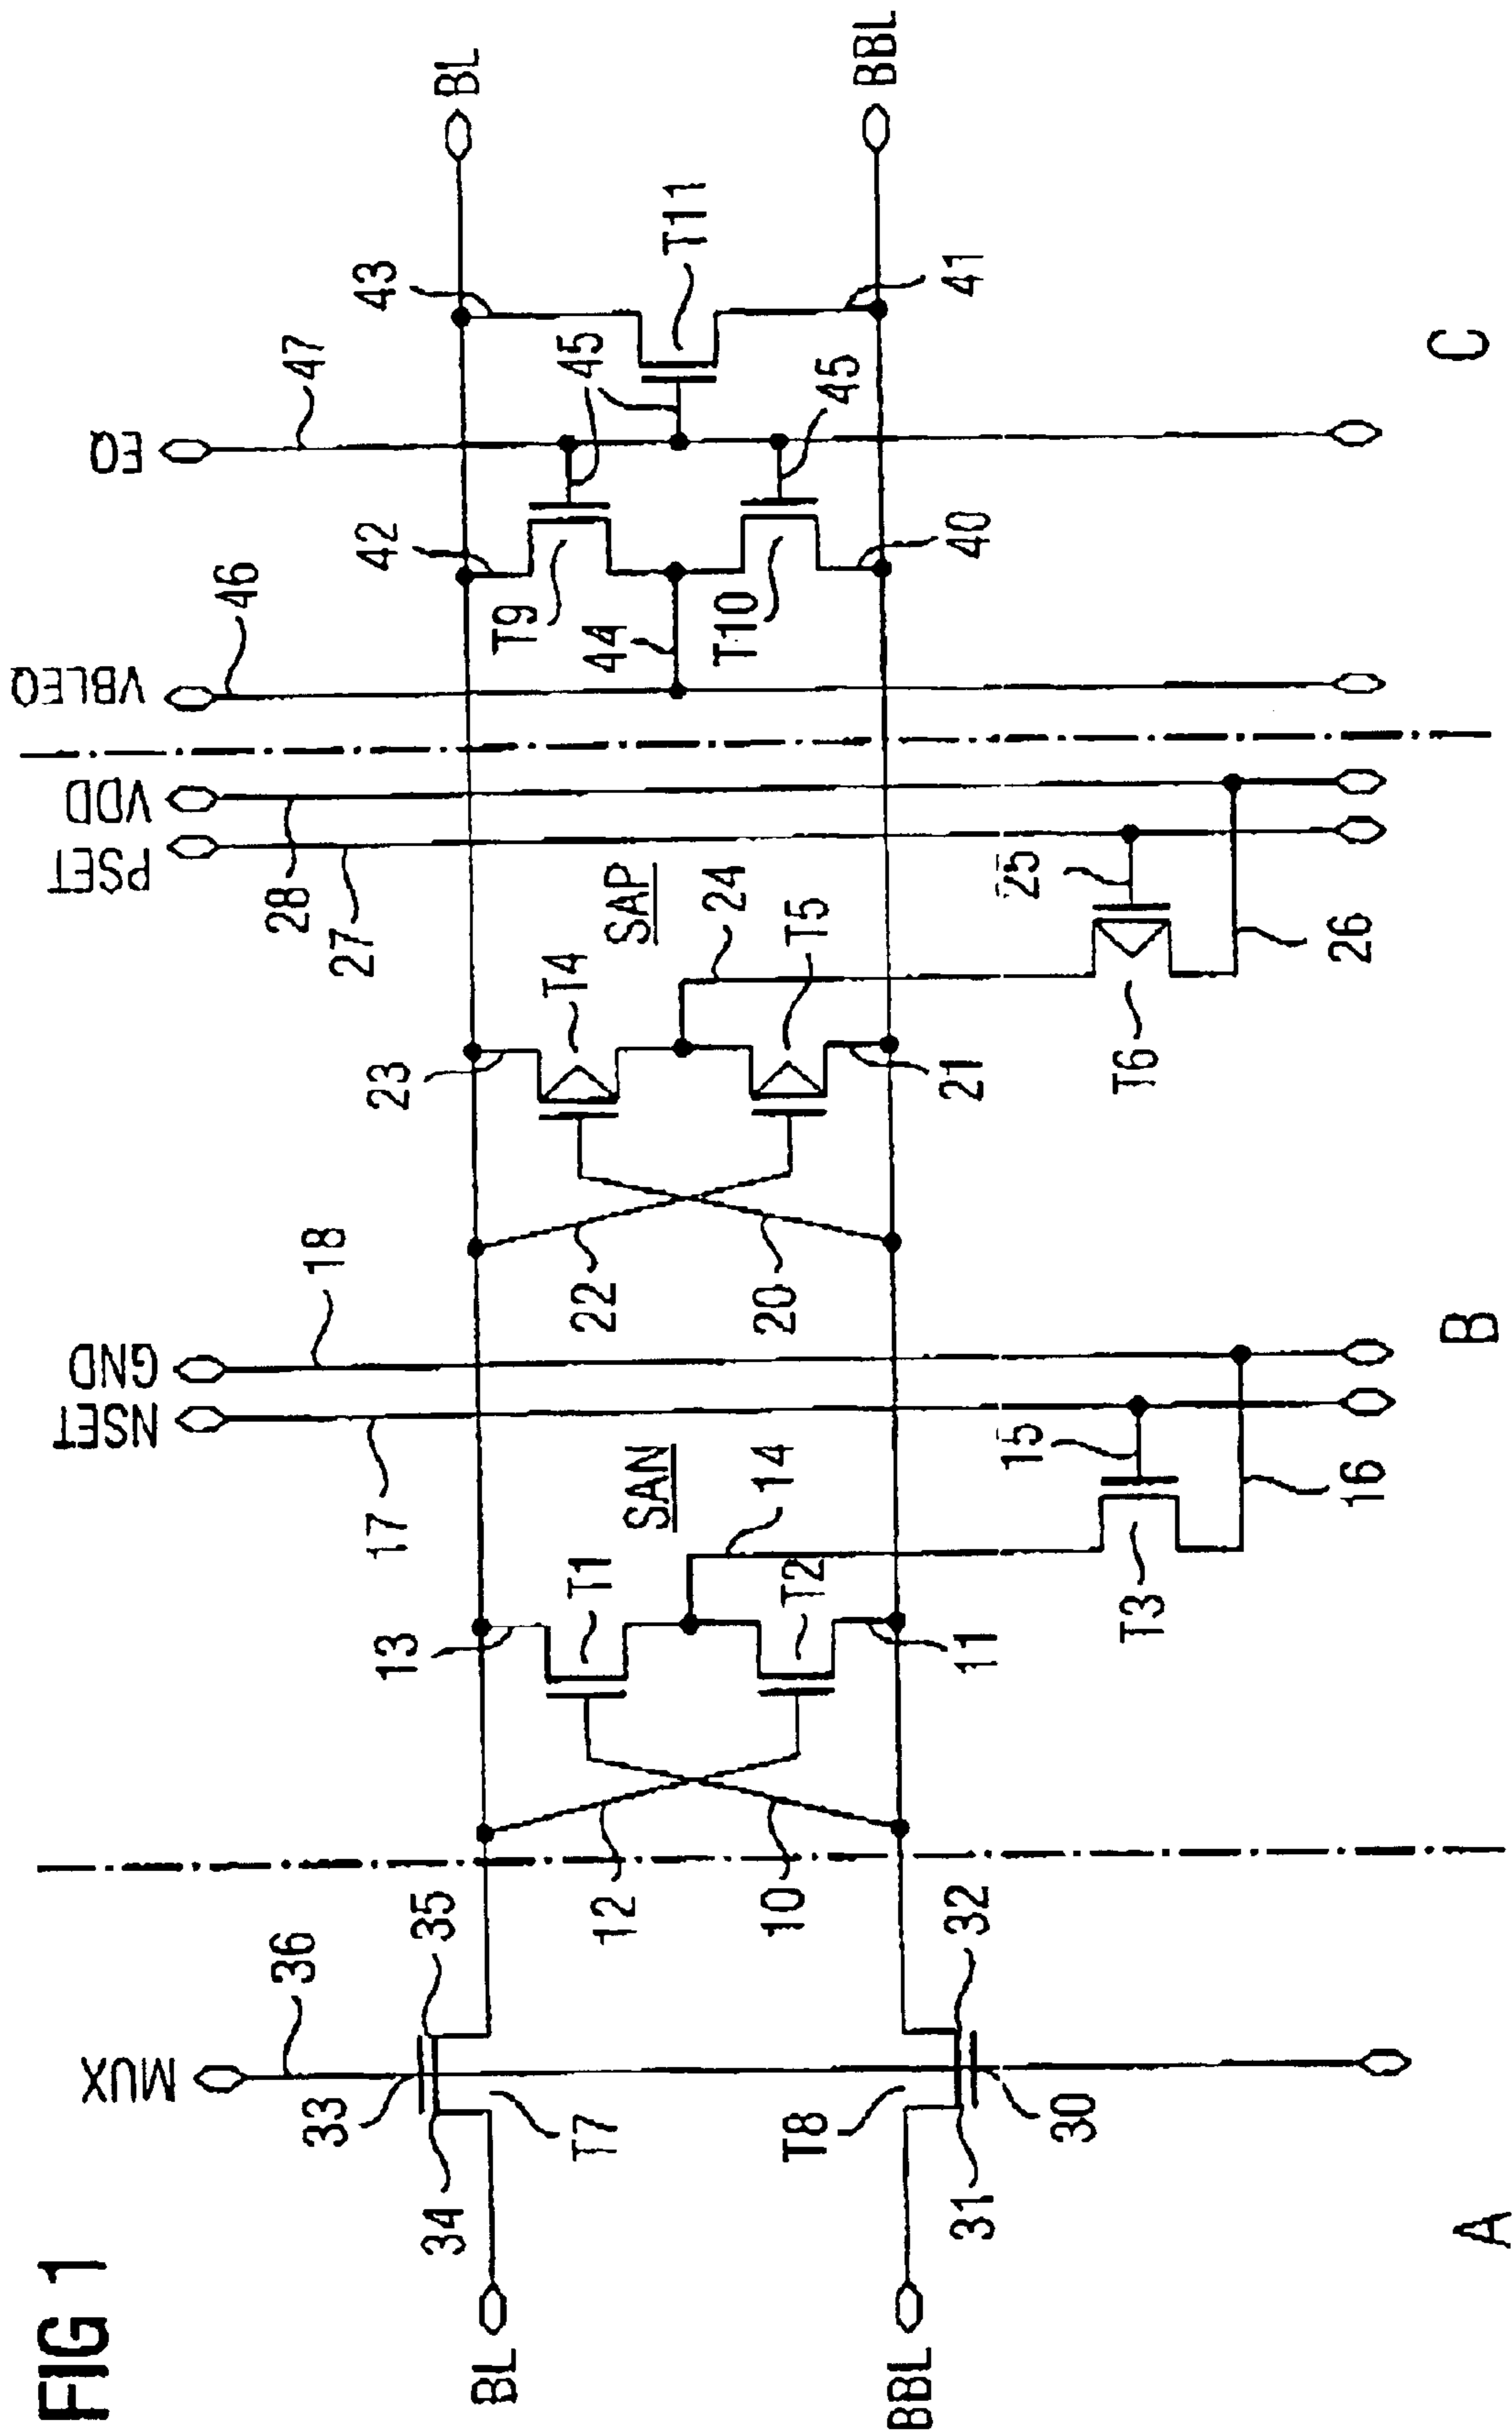 FIG 1
MUX
NSET
GND
PSET
VDD
VBLEQ
EQ
36
17
18
27
28
46
47
33
34
35
BL
BL
T7
13
T1
SAN
23
T4
SAP
42
T9
43
12
10
14
T2
22
20
24
T5
44
T10
45
45
45
T11
T8
BBL
BBL
31
32
30
11
15
21
25
40
41
T3
16
T6
26
A
B
C